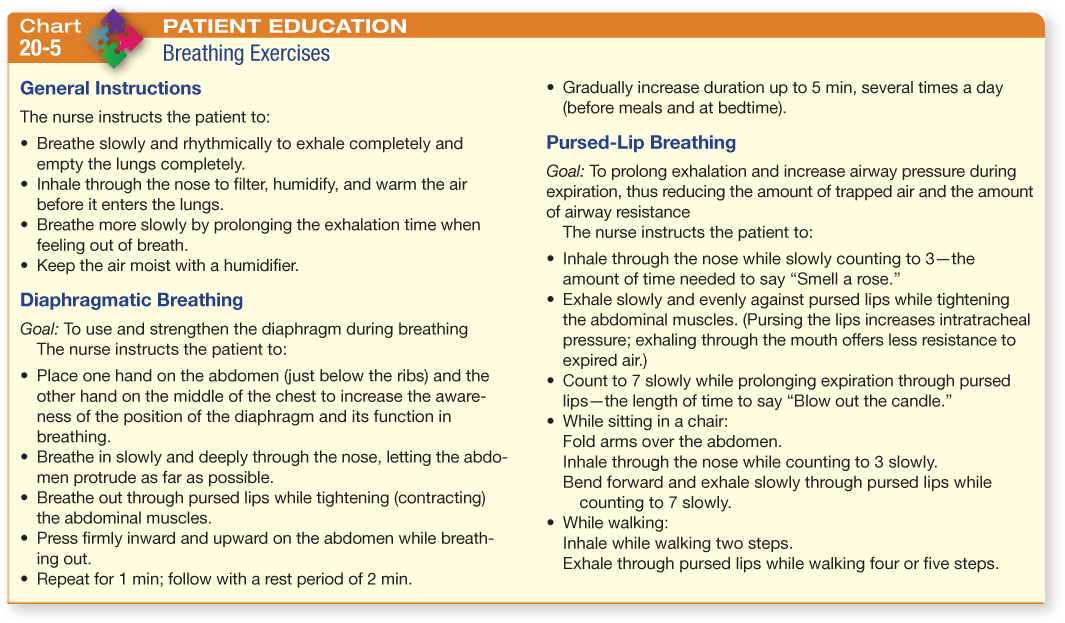 Chart
20-5
PATIENT EDUCATION
Breathing Exercises
General Instructions
The nurse instructs the patient to:
• Breathe slowly and rhythmically to exhale completely and
empty the lungs completely.
• Inhale through the nose to filter, humidify, and warm the air
before it enters the lungs.
• Breathe more slowly by prolonging the exhalation time when
feeling out of breath.
• Keep the air moist with a humidifier.
Diaphragmatic Breathing
Goal: To use and strengthen the diaphragm during breathing
The nurse instructs the patient to:
• Place one hand on the abdomen (just below the ribs) and the
other hand on the middle of the chest to increase the aware-
ness of the position of the diaphragm and its function in
breathing.
• Breathe in slowly and deeply through the nose, letting the abdo-
men protrude as far as possible.
• Breathe out through pursed lips while tightening (contracting)
the abdominal muscles.
• Press firmly inward and upward on the abdomen while breath-
ing out.
• Repeat for 1 min; follow with a rest period of 2 min.
• Gradually increase duration up to 5 min, several times a day
(before meals and at bedtime).
Pursed-Lip Breathing
Goal: To prolong exhalation and increase airway pressure during
expiration, thus reducing the amount of trapped air and the amount
of airway resistance
The nurse instructs the patient to:
• Inhale through the nose while slowly counting to 3—the
amount of time needed to say “Smell a rose.”
• Exhale slowly and evenly against pursed lips while tightening
the abdominal muscles. (Pursing the lips increases intratracheal
pressure; exhaling through the mouth offers less resistance to
expired air.)
• Count to 7 slowly while prolonging expiration through pursed
lips—the length of time to say “Blow out the candle.”
• While sitting in a chair:
Fold arms over the abdomen.
Inhale through the nose while counting to 3 slowly.
Bend forward and exhale slowly through pursed lips while
counting to 7 slowly.
• While walking:
Inhale while walking two steps.
Exhale through pursed lips while walking four or five steps.